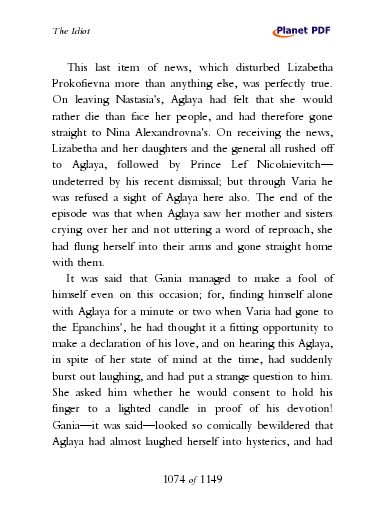 The Idiot
Planet PDF
This last item of news, which disturbed Lizabetha
Prokofievna more than anything else, was perfectly true.
On leaving Nastasia's, Aglaya had felt that she would
rather die than face her people, and had therefore gone
straight to Nina Alexandrovna's. On receiving the news,
Lizabetha and her daughters and the general all rushed off
to Aglaya, followed by Prince Lef Nicolaievitch—
undeterred by his recent dismissal; but through Varia he
was refused a sight of Aglaya here also. The end of the
episode was that when Aglaya saw her mother and sisters
crying over her and not uttering a word of reproach, she
had flung herself into their arms and gone straight home
with them.
It was said that Gania managed to make a fool of
himself even on this occasion; for, finding himself alone
with Aglaya for a minute or two when Varia had gone to
the Epanchins', he had thought it a fitting opportunity to
make a declaration of his love, and on hearing this Aglaya,
in spite of her state of mind at the time, had suddenly
burst out laughing, and had put a strange question to him.
She asked him whether he would consent to hold his
finger to a lighted candle in proof of his devotion!
Gania—it was said—looked so comically bewildered that
Aglaya had almost laughed herself into hysterics, and had
1074 of 1149